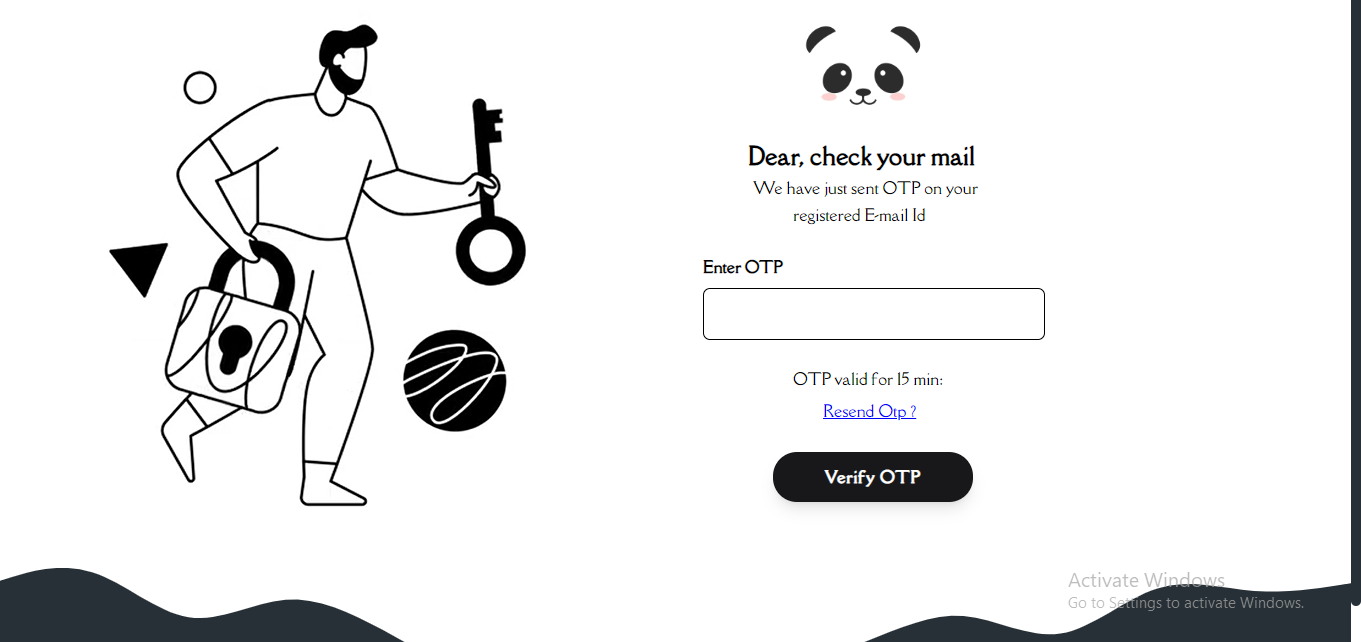 Dear, check your mail
We have just sent OTP on your
registered E-mail Id
Enter OTP
OTP valid for 15 min:
Resend Otp ?
Verify OTP
Activate Windows
Go to Settings to activate Windows.